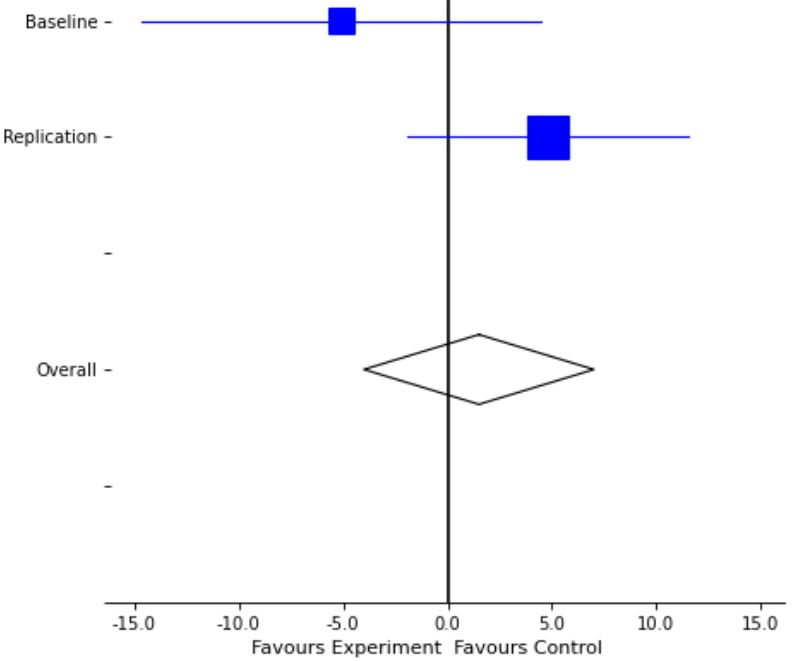 Baseline
Replication
Overall
-15.0 -10.0 -5.0 0.0 5.0 10.0 15.0
Favours Experiment Favours Control